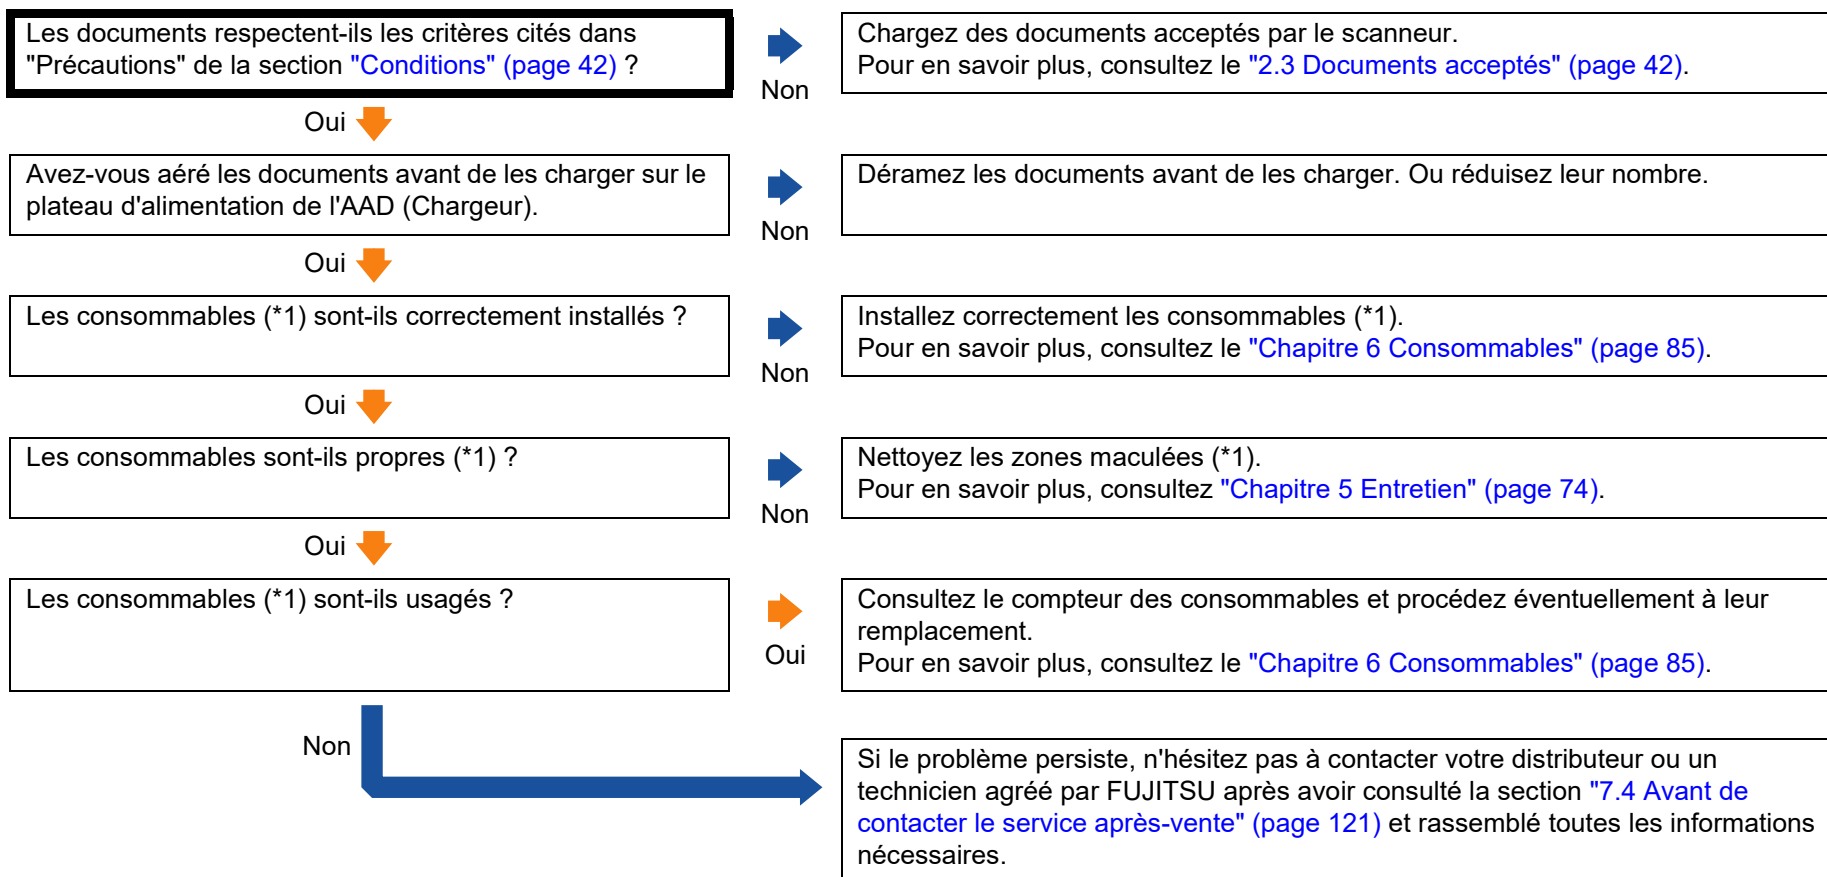 Les documents respectent-ils les critères cités dans
"Précautions" de la section "Conditions" (page 42) ?
Non
Chargez des documents acceptés par le scanneur.
Pour en savoir plus, consultez le "2.3 Documents acceptés" (page 42).
Oui
Avez-vous aéré les documents avant de les charger sur le
plateau d'alimentation de l'AAD (Chargeur).
Non
Déramez les documents avant de les charger. Ou réduisez leur nombre.
Oui
Les consommables (*1) sont-ils correctement installés ?
Non
Installez correctement les consommables (*1).
Pour en savoir plus, consultez le "Chapitre 6 Consommables" (page 85).
Oui
Les consommables sont-ils propres (*1) ?
Non
Nettoyez les zones maculées (*1).
Pour en savoir plus, consultez "Chapitre 5 Entretien" (page 74).
Oui
Les consommables (*1) sont-ils usagés ?
Oui
Consultez le compteur des consommables et procédez éventuellement à leur
remplacement.
Pour en savoir plus, consultez le "Chapitre 6 Consommables" (page 85).
Non
Si le problème persiste, n'hésitez pas à contacter votre distributeur ou un
technicien agréé par FUJITSU après avoir consulté la section "7.4 Avant de
contacter le service après-vente" (page 121) et rassemblé toutes les informations
nécessaires.